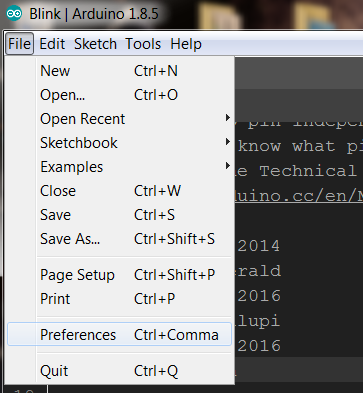 Blink | Arduino 1.8.5
File Edit Sketch Tools Help
New Ctrl+N
Open... Ctrl+O
Open Recent
Sketchbook
Examples
Close Ctrl+W
Save Ctrl+S
Save As... Ctrl+Shift+S
Page Setup Ctrl+Shift+P
Print Ctrl+P
Preferences Ctrl+Comma
Quit Ctrl+Q
pin indepen
know what pi
e Technical
duino.cc/en/M
2014
erald
2016
lupi
2016